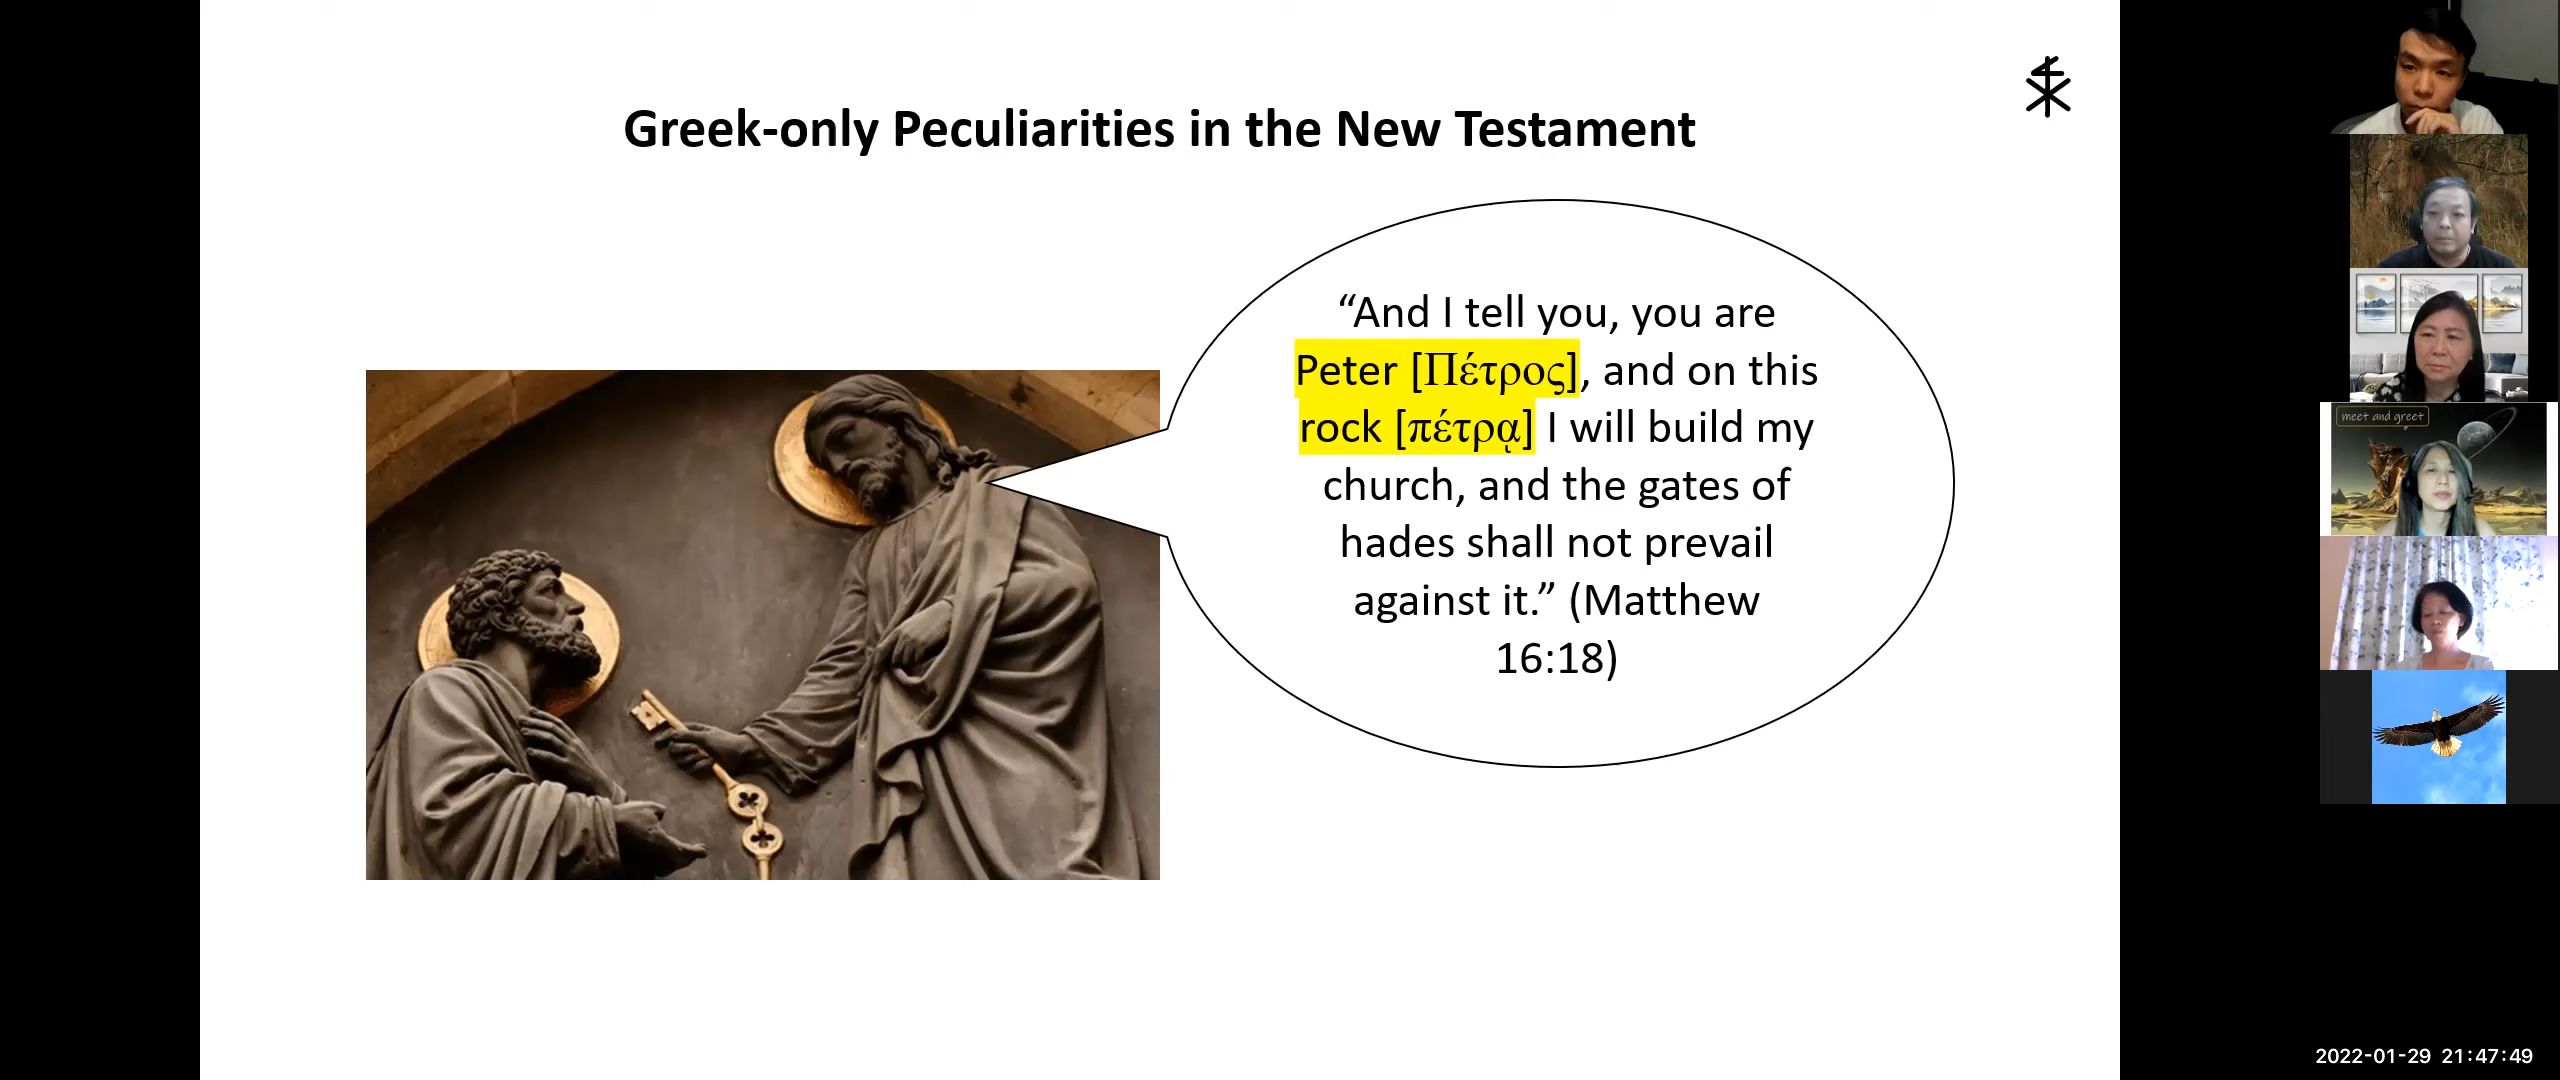 Greek-only Peculiarities in the New Testament
“And I tell you, you are
Peter [Πέτρος], and on this
rock [πέτρᾳ] I will build my
church, and the gates of
hades shall not prevail
against it.” (Matthew
16:18)
meet and greet
2022-01-29 21:47:49